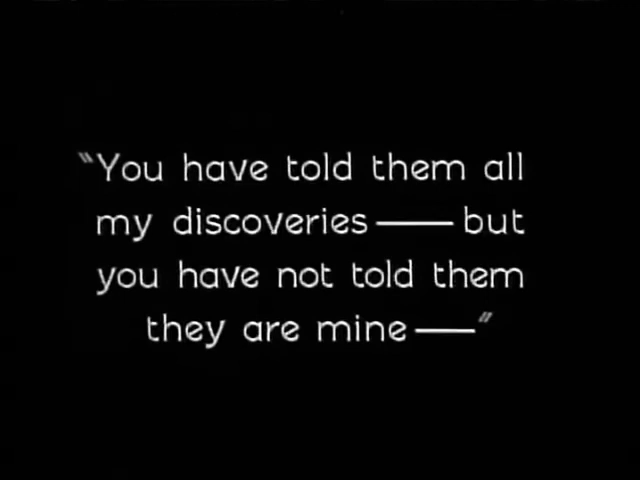 "You have told them all
my discoveries——but
you have not told them
they are mine——"